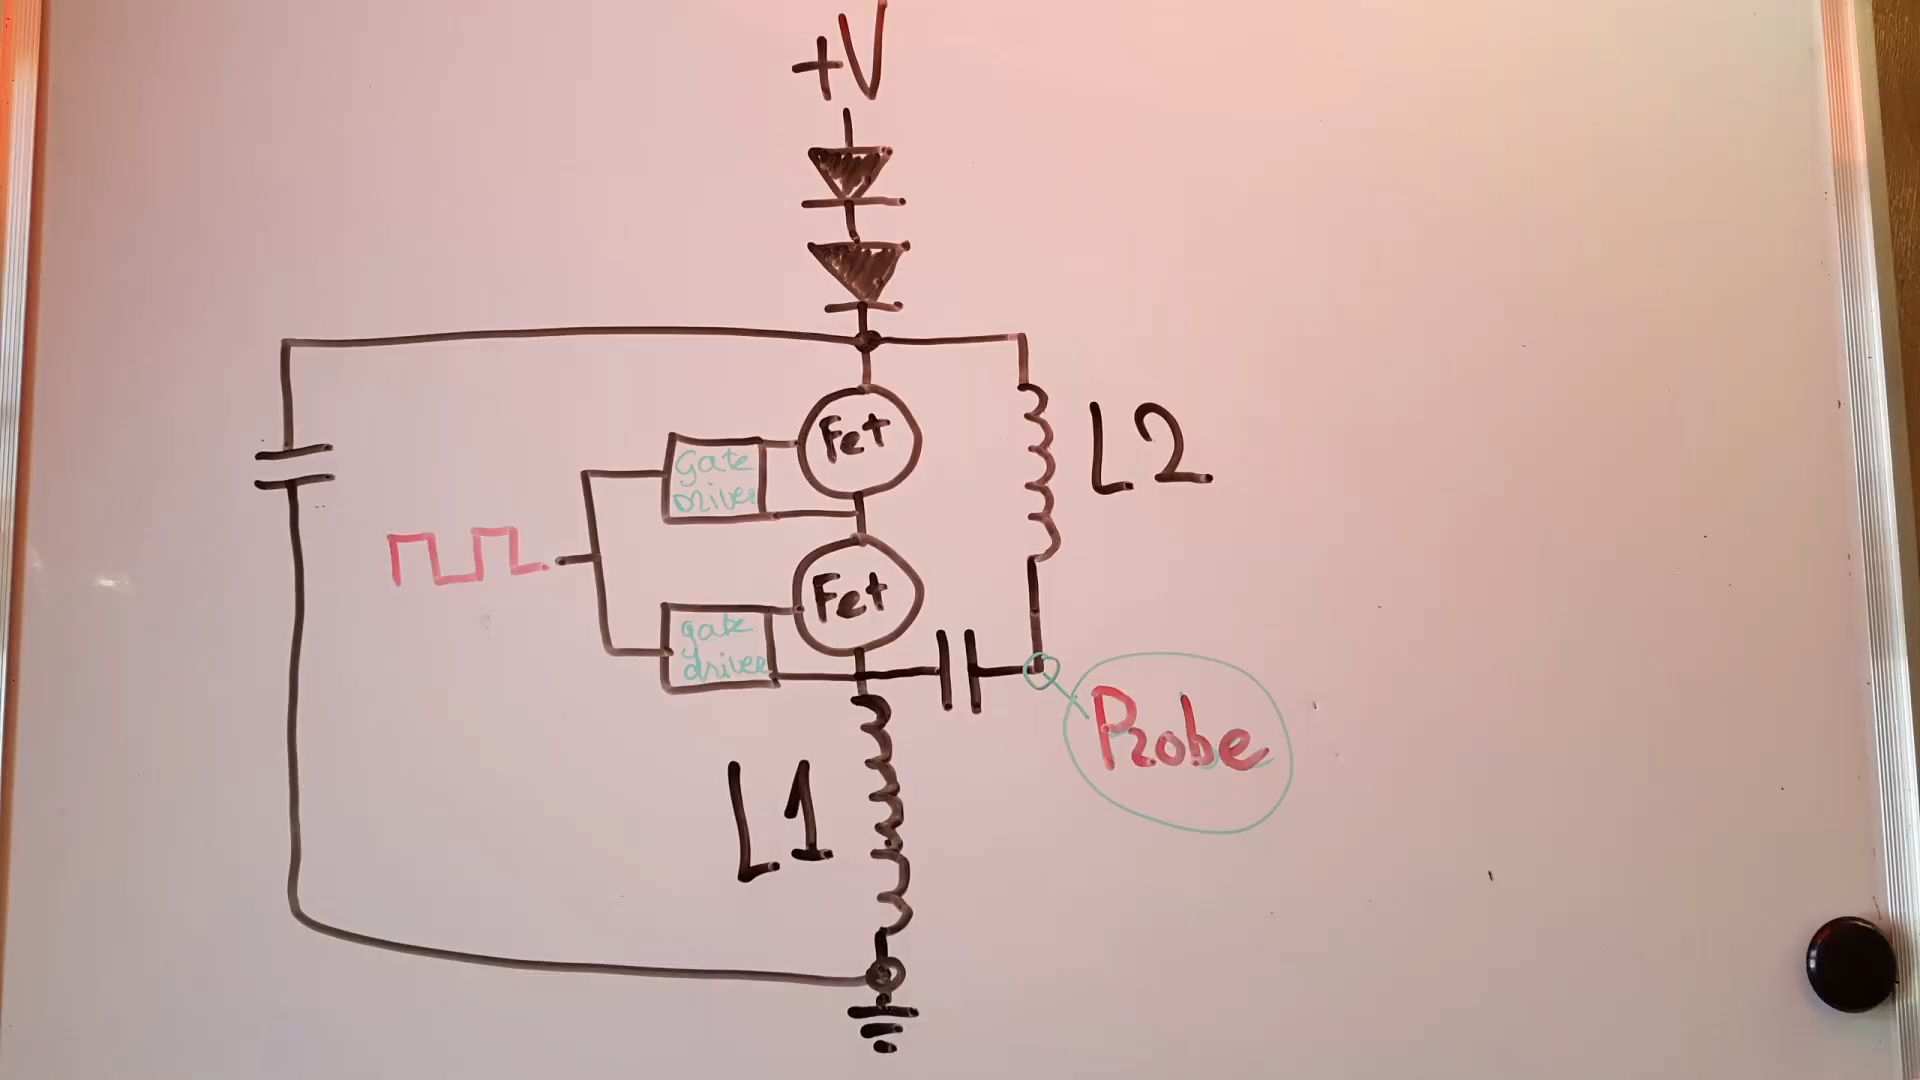 +V
Fet
L2
Gate
Driver
Fet
gate
driver
Probe
L1